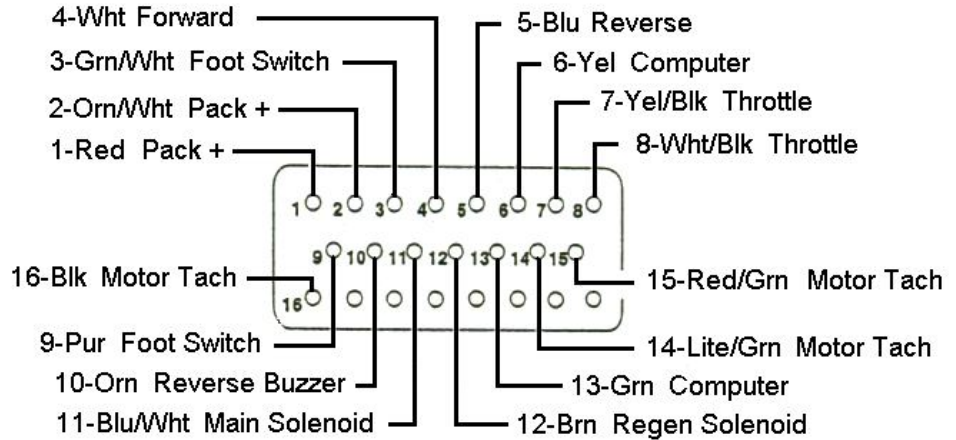 4-Wht Forward
5-Blu Reverse
3-Grn/Wht Foot Switch
6-Yel Computer
2-Orn/Wht Pack +
7-Yel/Blk Throttle
1-Red Pack +
8-Wht/Blk Throttle
1 2 3 4 5 6 7 8
9 10 11 12 13 14 15
16-Blk Motor Tach
15-Red/Grn Motor Tach
16
9-Pur Foot Switch
14-Lite/Grn Motor Tach
10-Orn Reverse Buzzer
13-Grn Computer
11-Blu/Wht Main Solenoid
12-Brn Regen Solenoid